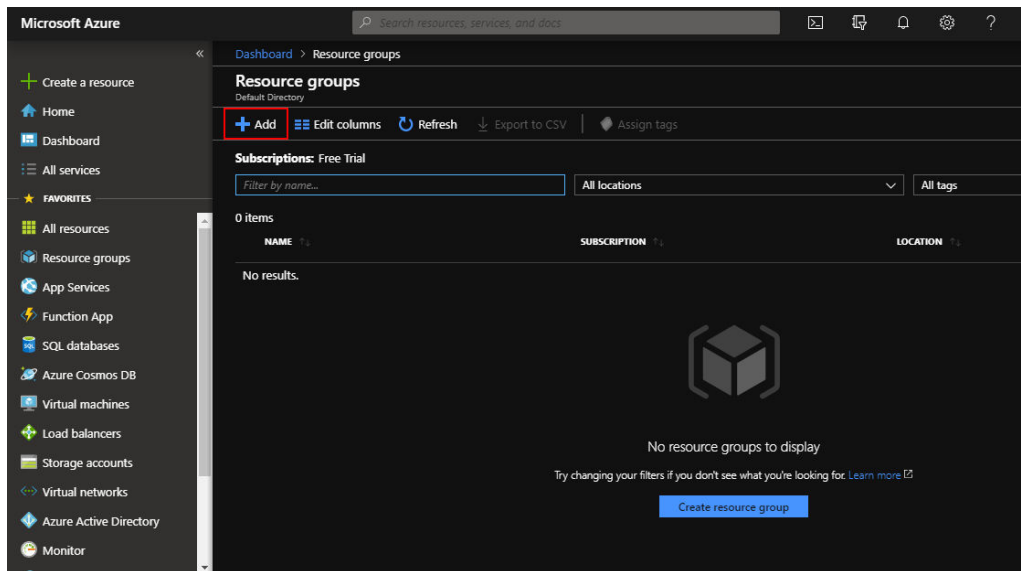 Microsoft Azure
Search resources, services, and docs
?
«
Dashboard > Resource groups
Create a resource
Home
Dashboard
All services
FAVORITES
All resources
Resource groups
App Services
Function App
SQL databases
Azure Cosmos DB
Virtual machines
Load balancers
Storage accounts
Virtual networks
Azure Active Directory
Monitor
Resource groups
Default Directory
Add Edit columns Refresh Export to CSV Assign tags
Subscriptions: Free Trial
Filter by name... All locations All tags
0 items
NAME SUBSCRIPTION LOCATION
No results.
No resource groups to display
Try changing your filters if you don't see what you're looking for. Learn more
Create resource group